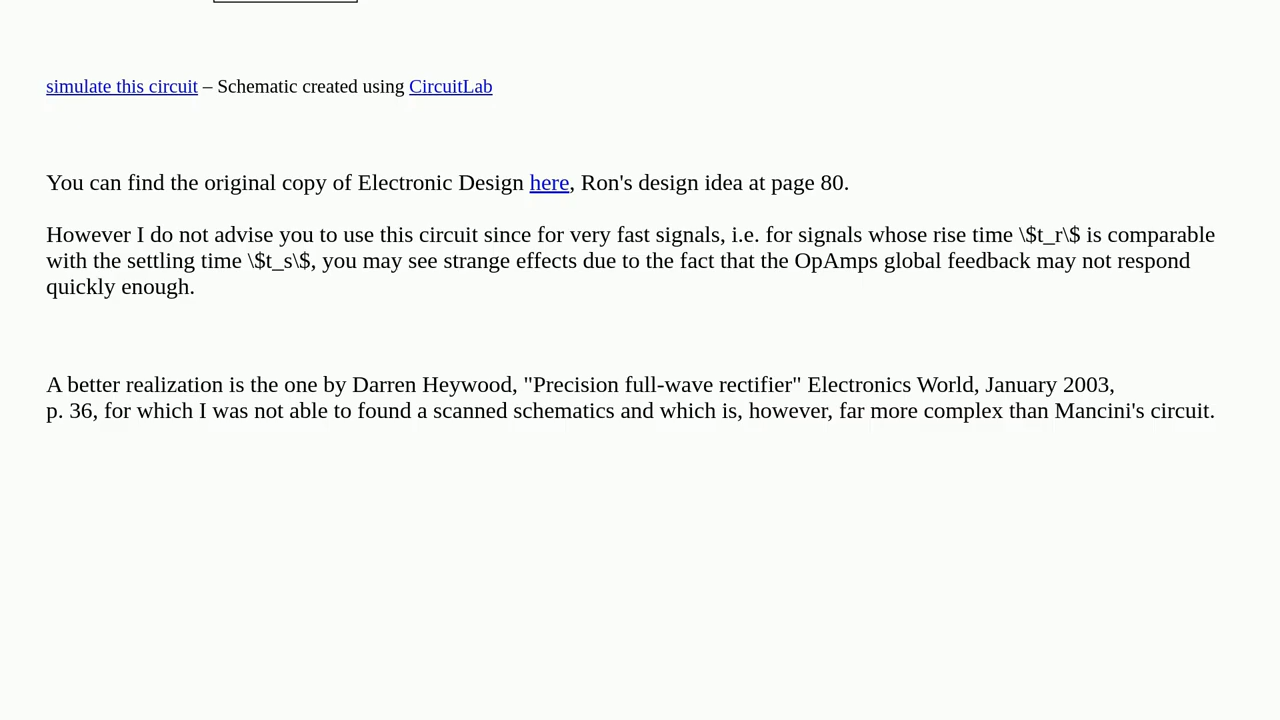 simulate this circuit – Schematic created using CircuitLab
You can find the original copy of Electronic Design here, Ron's design idea at page 80.
However I do not advise you to use this circuit since for very fast signals, i.e. for signals whose rise time \$t_r\$ is comparable
with the settling time \$t_s\$, you may see strange effects due to the fact that the OpAmps global feedback may not respond
quickly enough.
A better realization is the one by Darren Heywood, "Precision full-wave rectifier" Electronics World, January 2003,
p. 36, for which I was not able to found a scanned schematics and which is, however, far more complex than Mancini's circuit.